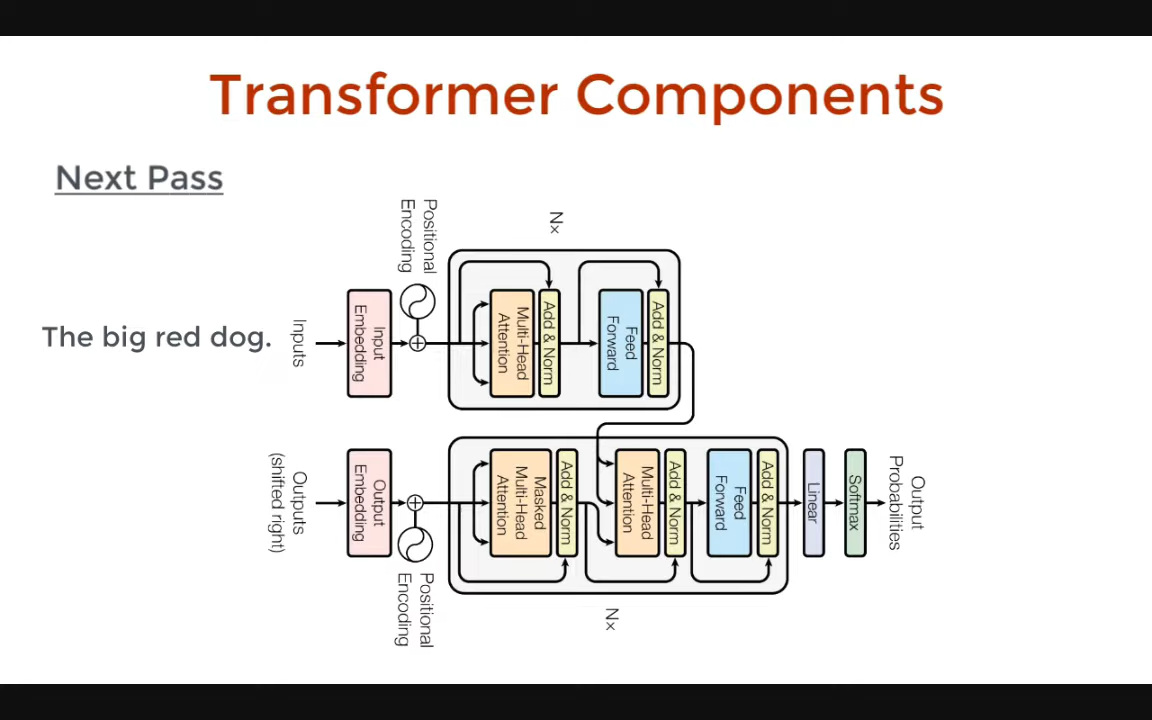 Transformer Components
Next Pass
Positional
Encoding
Nx
The big red dog.
Inputs
Input
Embedding
Multi-Head
Attention
Add & Norm
Feed
Forward
Add & Norm
Outputs
(shifted right)
Output
Embedding
Positional
Encoding
Masked
Multi-Head
Attention
Add & Norm
Multi-Head
Attention
Add & Norm
Feed
Forward
Add & Norm
Nx
Linear
Softmax
Output
Probabilities